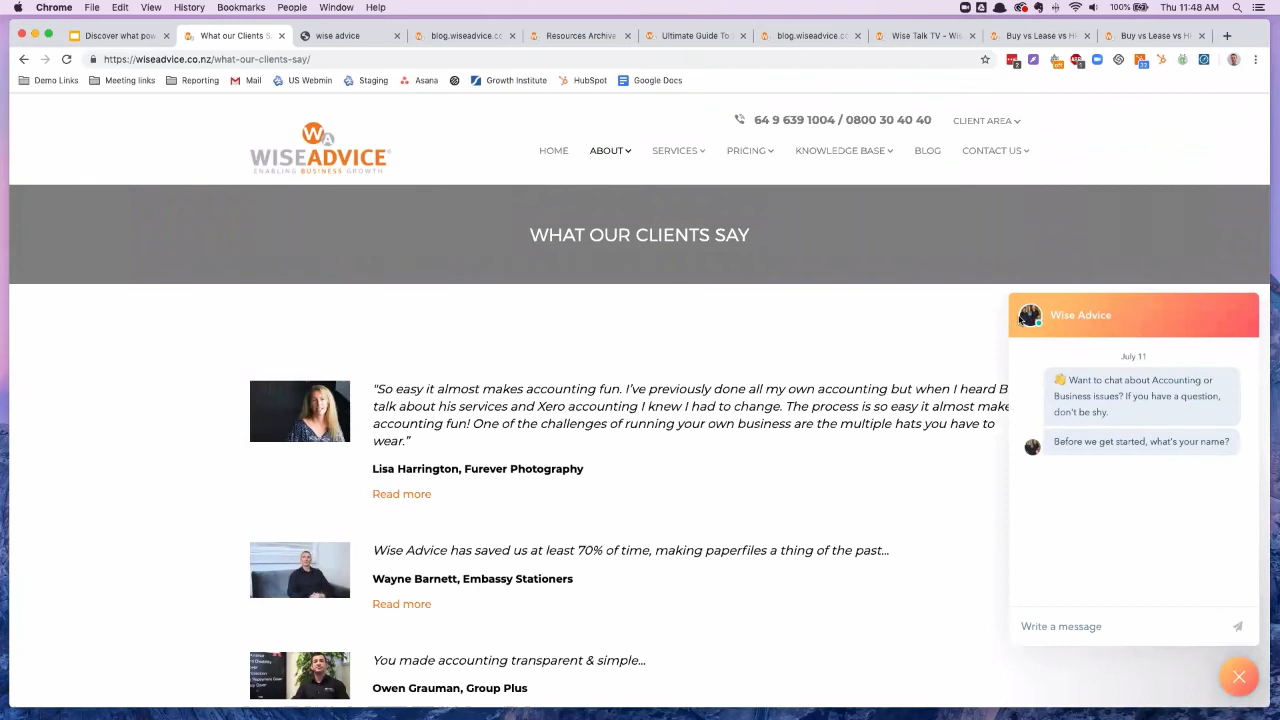 Chrome File Edit View History Bookmarks People Window Help 100% Thu 11:48 AM
Discover what pow What our Clients S wise advice blog.wiseadvice.co Resources Archive Ultimate Guide To blog.wiseadvice.c Wise Talk TV - Wis Buy vs Lease vs Hi Buy vs Lease vs Hi
https://wiseadvice.co.nz/what-our-clients-say/
Demo Links Meeting links Reporting Mail US Webmin Staging Asana Growth Institute HubSpot Google Docs
64 9 639 1004 / 0800 30 40 40 CLIENT AREA
WA
WISEADVICE
ENABLING BUSINESS GROWTH
HOME ABOUT SERVICES PRICING KNOWLEDGE BASE BLOG CONTACT US
WHAT OUR CLIENTS SAY
"So easy it almost makes accounting fun. I've previously done all my own accounting but when I heard B
talk about his services and Xero accounting I knew I had to change. The process is so easy it almost make
accounting fun! One of the challenges of running your own business are the multiple hats you have to
wear."
Lisa Harrington, Furever Photography
Read more
Wise Advice has saved us at least 70% of time, making paperfiles a thing of the past...
Wayne Barnett, Embassy Stationers
Read more
You made accounting transparent & simple...
Owen Grauman, Group Plus
Wise Advice
July 11
👋 Want to chat about Accounting or
Business issues? If you have a question,
don't be shy.
Before we get started, what's your name?
Write a message